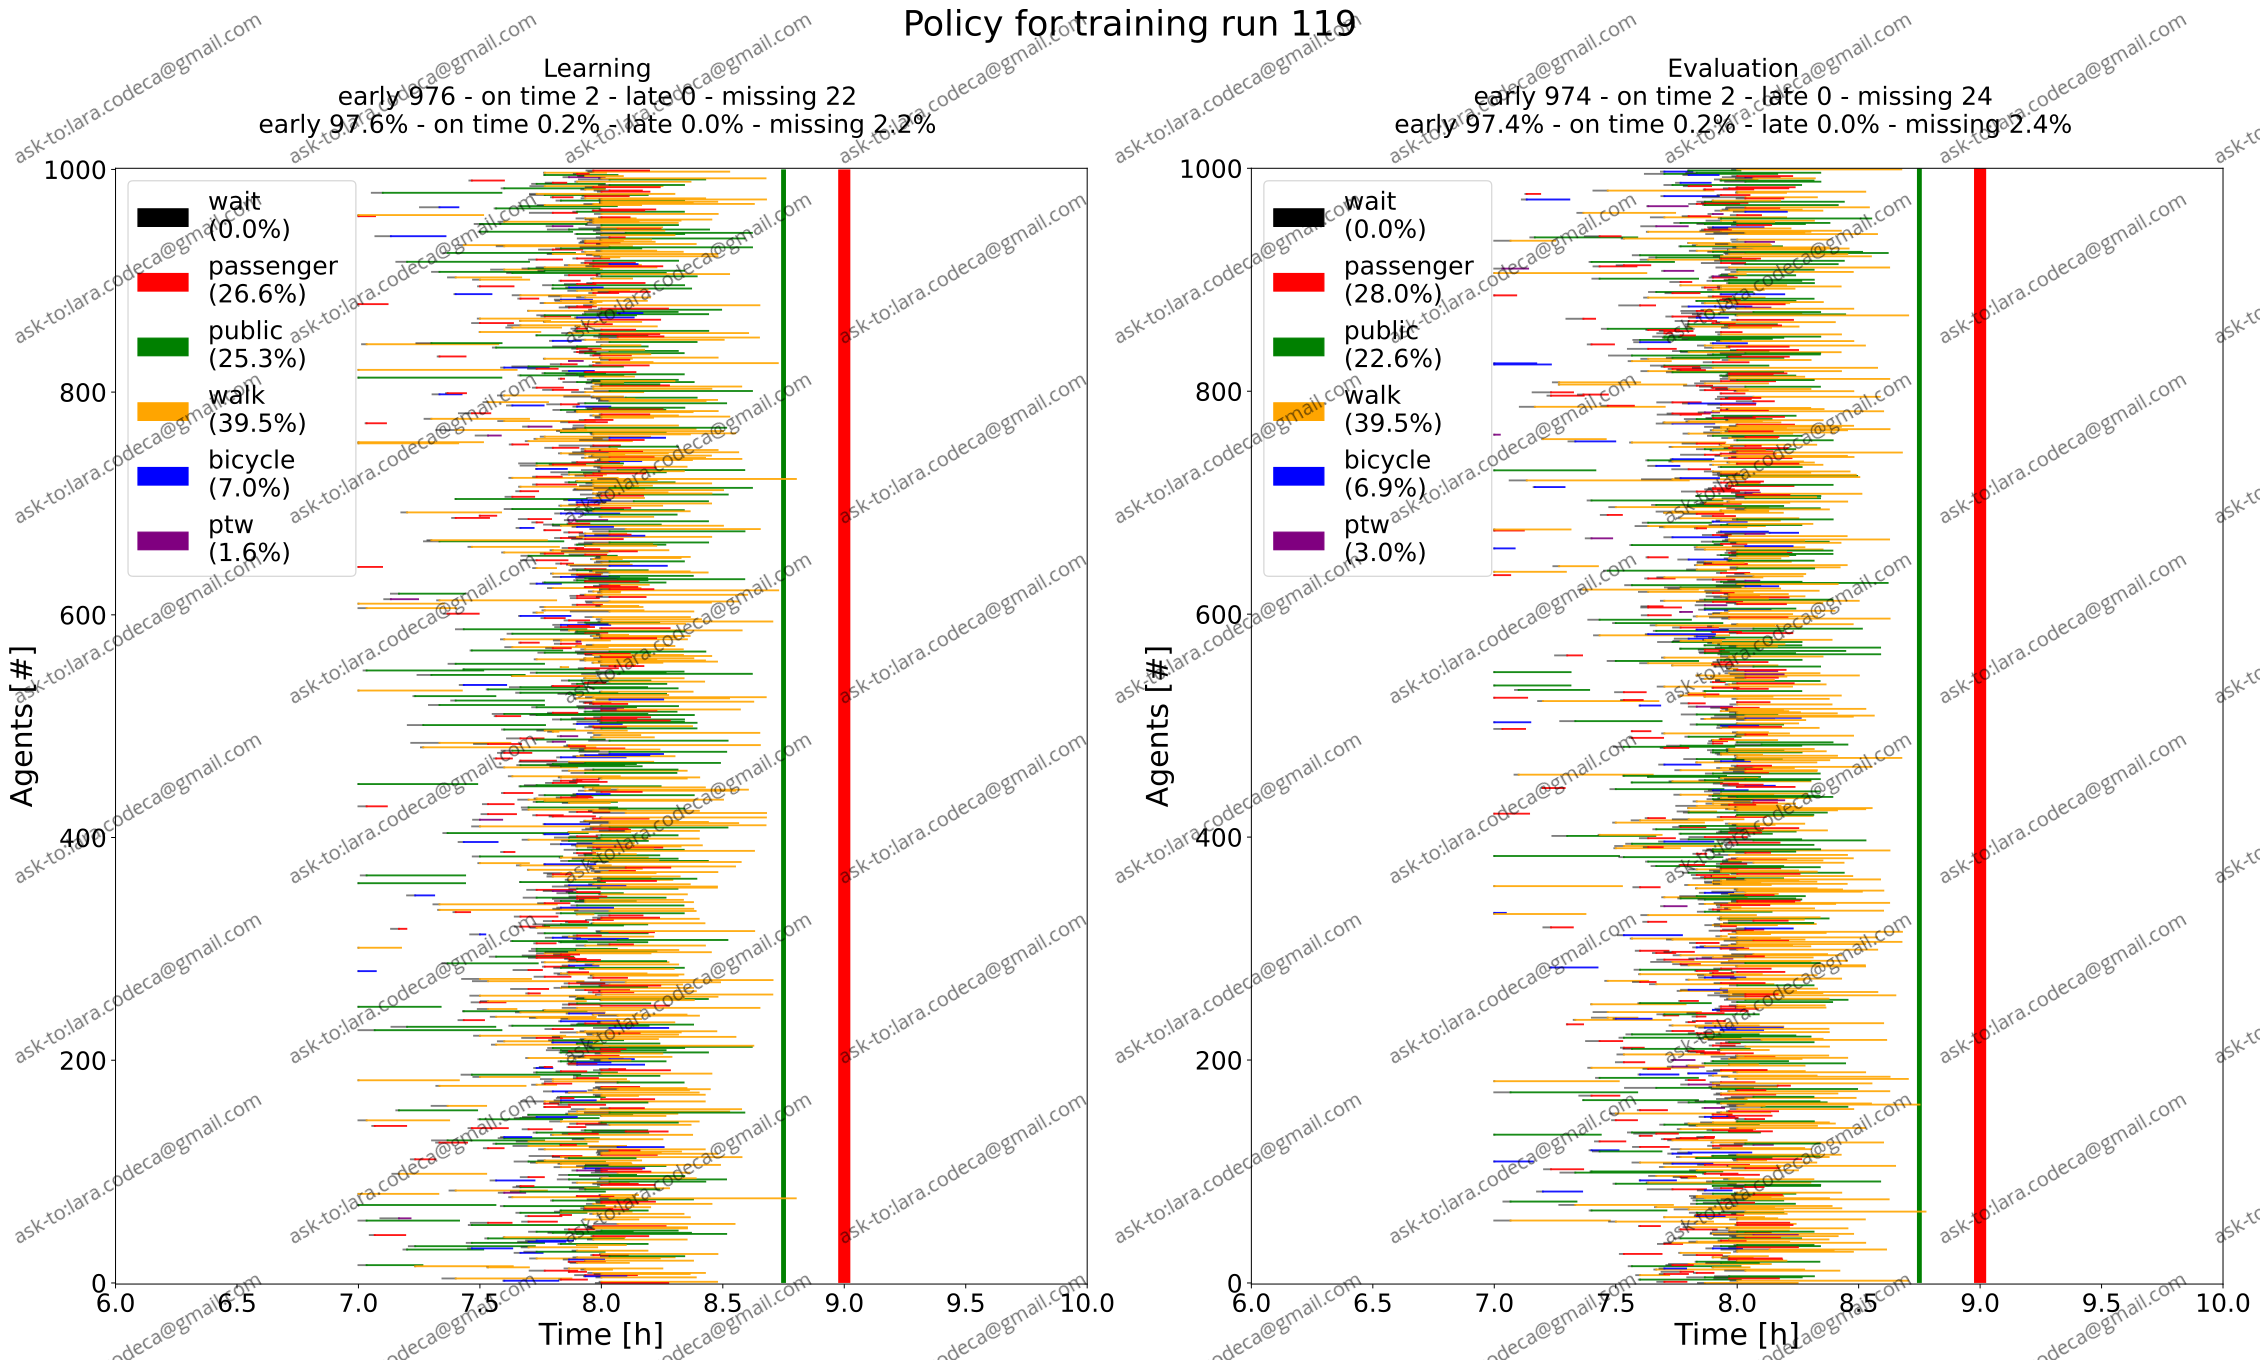 Policy for training run 119
Learning
early 976 - on time 2 - late 0 - missing 22
early 97.6% - on time 0.2% - late 0.0% - missing 2.2%
1000
800
600
400
200
0
Agents [#]
wait
(0.0%)
passenger
(26.6%)
public
(25.3%)
walk
(39.5%)
bicycle
(7.0%)
ptw
(1.6%)
6.0 6.5 7.0 7.5 8.0 8.5 9.0 9.5 10.0
Time [h]
Evaluation
early 974 - on time 2 - late 0 - missing 24
early 97.4% - on time 0.2% - late 0.0% - missing 2.4%
1000
800
600
400
200
0
Agents [#]
wait
(0.0%)
passenger
(28.0%)
public
(22.6%)
walk
(39.5%)
bicycle
(6.9%)
ptw
(3.0%)
6.0 6.5 7.0 7.5 8.0 8.5 9.0 9.5 10.0
Time [h]
ask-to:lara.codeca@gmail.com